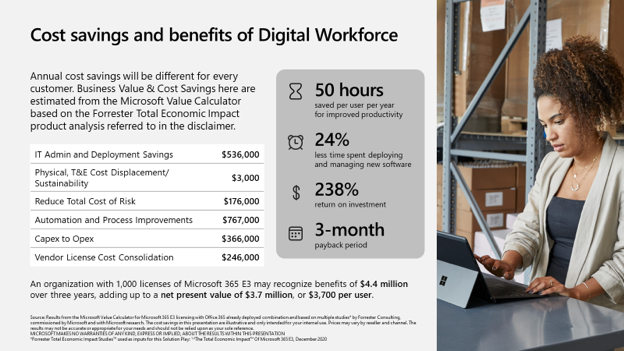 Cost savings and benefits of Digital Workforce
Annual cost savings will be different for every
customer. Business Value & Cost Savings here are
estimated from the Microsoft Value Calculator
based on the Forrester Total Economic Impact
product analysis referred to in the disclaimer.
IT Admin and Deployment Savings $536,000
Physical, T&E Cost Displacement/
Sustainability $3,000
Reduce Total Cost of Risk $176,000
Automation and Process Improvements $767,000
Capex to Opex $366,000
Vendor License Cost Consolidation $246,000
50 hours
saved per user per year
for improved productivity
24%
less time spent deploying
and managing new software
238%
return on investment
3-month
payback period
An organization with 1,000 licenses of Microsoft 365 E3 may recognize benefits of $4.4 million
over three years, adding up to a net present value of $3.7 million, or $3,700 per user.
Source: Results from the Microsoft Value Calculator for Microsoft 365 E3 licensing with Office 365 already deployed combination and based on multiple studies* by Forrester Consulting,
commissioned by Microsoft and with Microsoft research. The cost savings in this presentation are illustrative and only intended for your internal use. Prices may vary by reseller and channel. The
results may not be accurate or appropriate for your needs and should not be relied upon as your sole reference.
MICROSOFT MAKES NO WARRANTIES OF ANY KIND, EXPRESS OR IMPLIED, ABOUT THE RESULTS WITHIN THIS PRESENTATION
"Forrester Total Economic Impact Studies" used as inputs for this Solution Play: "The Total Economic Impact" Of Microsoft 365 E3, December 2020